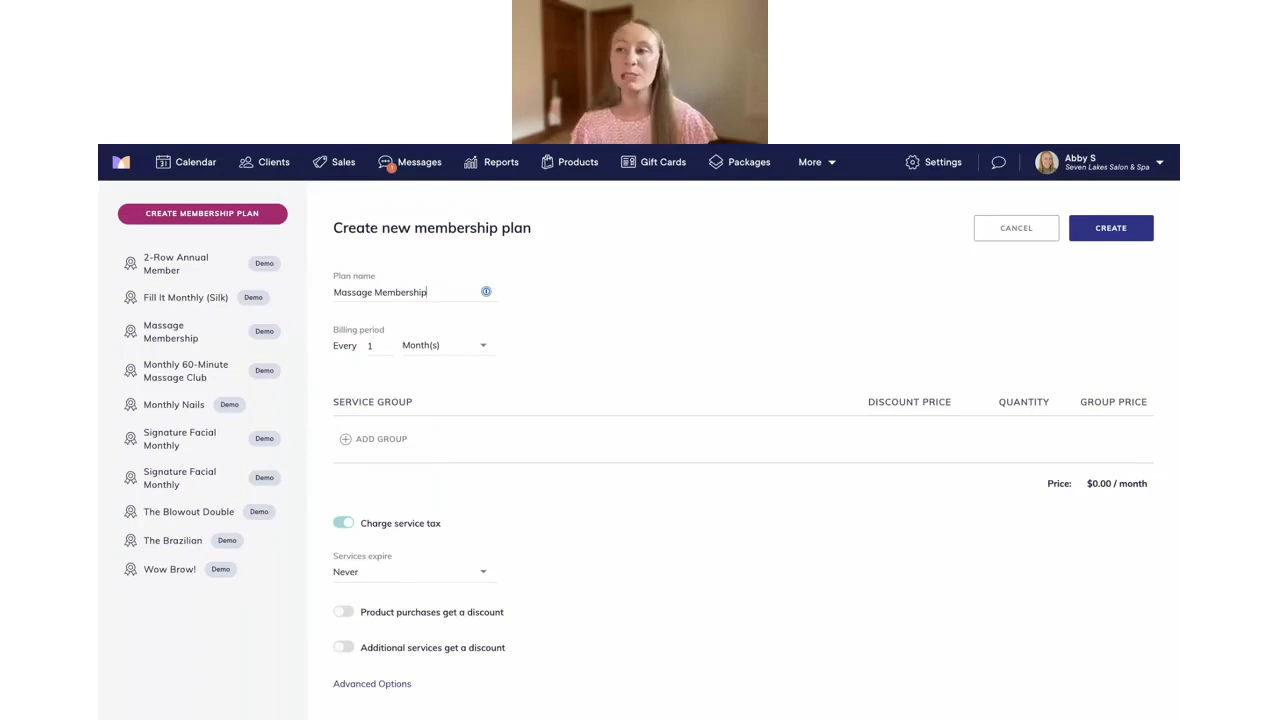 31 Calendar Clients Sales Messages Reports Products Gift Cards Packages More Settings Abby S
Seven Lakes Salon & Spa
CREATE MEMBERSHIP PLAN
2-Row Annual
Member
Demo
Fill It Monthly (Silk) Demo
Massage
Membership
Demo
Monthly 60-Minute
Massage Club
Demo
Monthly Nails Demo
Signature Facial
Monthly
Demo
Signature Facial
Monthly
Demo
The Blowout Double Demo
The Brazilian Demo
Wow Brow! Demo
Create new membership plan
CANCEL CREATE
Plan name
Massage Membership
Billing period
Every 1 Month(s)
SERVICE GROUP DISCOUNT PRICE QUANTITY GROUP PRICE
ADD GROUP
Price: $0.00 / month
Charge service tax
Services expire
Never
Product purchases get a discount
Additional services get a discount
Advanced Options